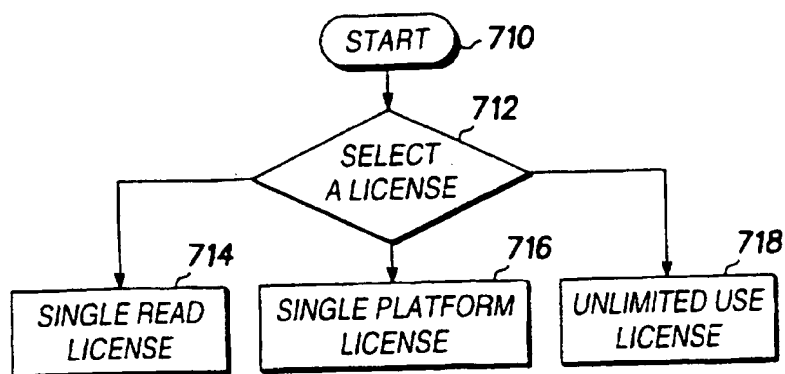 START
710
712
SELECT
A LICENSE
714
716
718
SINGLE READ
LICENSE
SINGLE PLATFORM
LICENSE
UNLIMITED USE
LICENSE